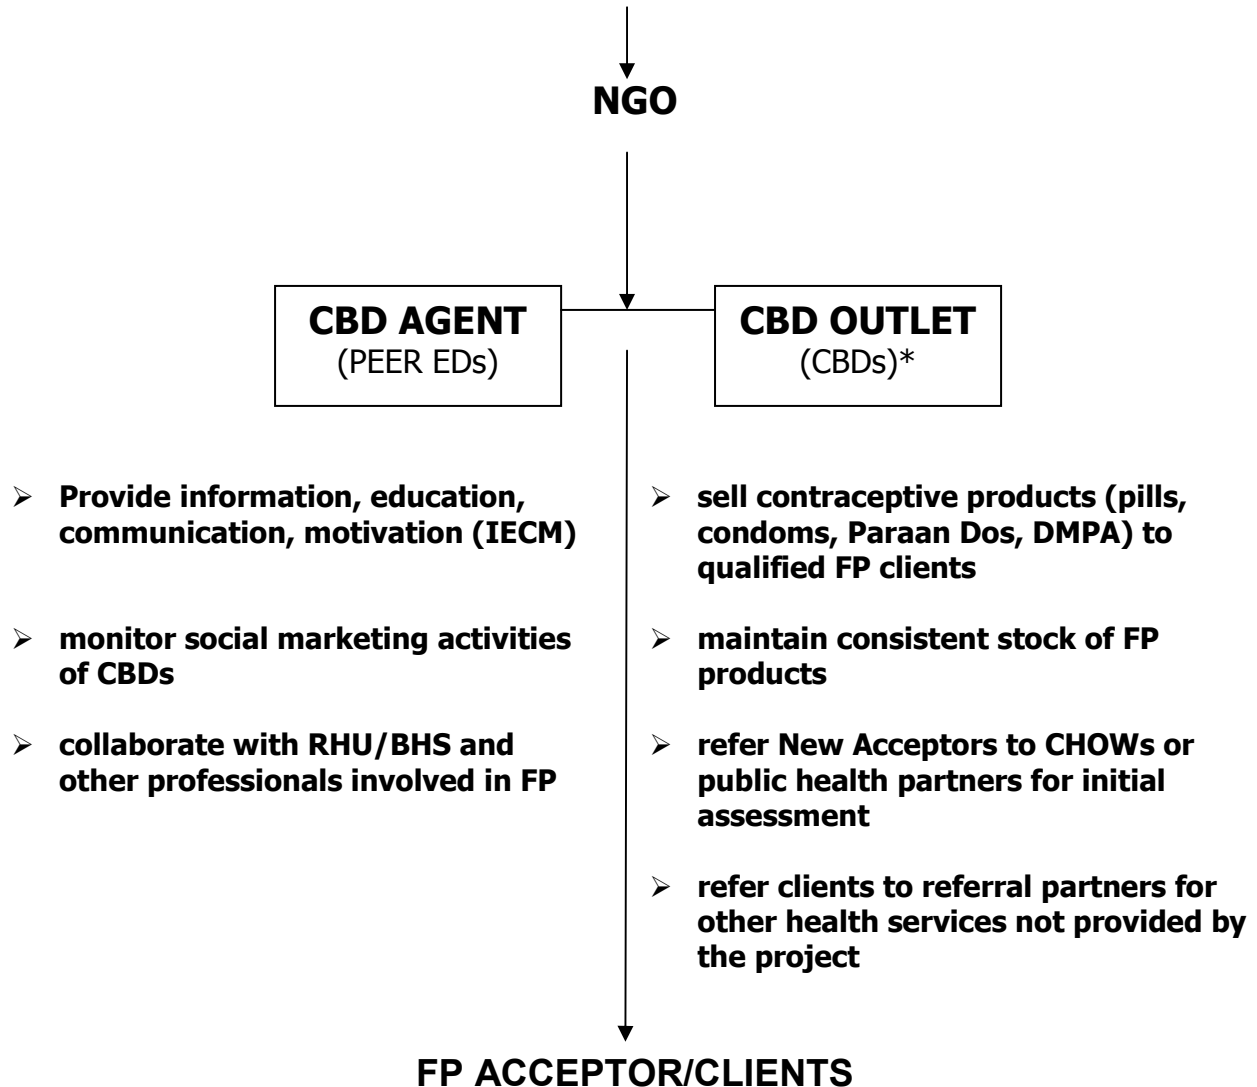 NGO
CBD AGENT
(PEER EDs)
CBD OUTLET
(CBDs)*
➢ Provide information, education,
communication, motivation (IECM)
➢ monitor social marketing activities
of CBDs
➢ collaborate with RHU/BHS and
other professionals involved in FP
➢ sell contraceptive products (pills,
condoms, Paraan Dos, DMPA) to
qualified FP clients
➢ maintain consistent stock of FP
products
➢ refer New Acceptors to CHOWs or
public health partners for initial
assessment
➢ refer clients to referral partners for
other health services not provided by
the project
FP ACCEPTOR/CLIENTS